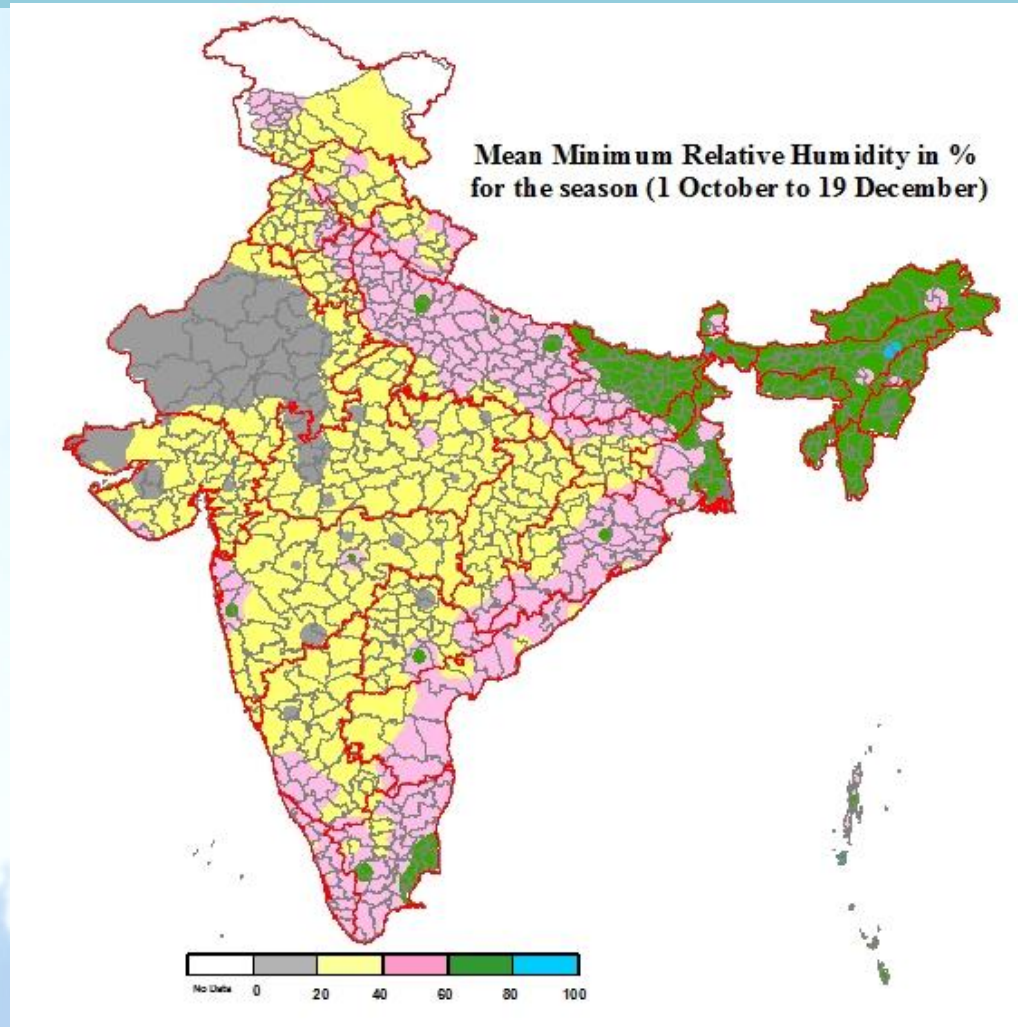 Mean Minimum Relative Humidity in %
for the season (1 October to 19 December)
No Data 0 20 40 60 80 100